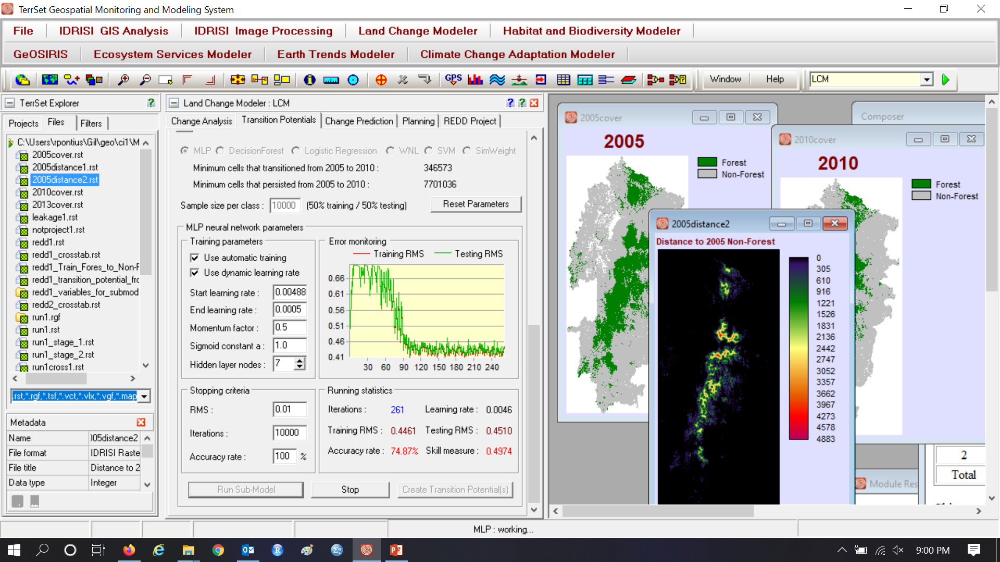 TerrSet Geospatial Monitoring and Modeling System
File
IDRISI GIS Analysis
IDRISI Image Processing
Land Change Modeler
Habitat and Biodiversity Modeler
GeOSIRIS
Ecosystem Services Modeler
Earth Trends Modeler
Climate Change Adaptation Modeler
GPS
Window
Help
LCM
TerrSet Explorer
Projects
Files
Filters
C:\Users\rpontius\Gil\geo\ci1\M
2005cover.rst
2005distance1.rst
2005distance2.rst
2010cover.rst
2013cover.rst
leakage1.rst
notproject1.rst
redd1.rst
redd1_crosstab.rst
redd1_Train_Fores_to_Non-F
redd1_transition_potential_frc
redd1_variables_for_submod
redd2_crosstab.rst
run1.rgf
run1.rst
run1_stage_1.rst
run1_stage_2.rst
run1cross1.rst
.rst,*.rgf,*.tsf,*.vct,*.vlx,*.vgf,*.map
Metadata
Name
)05distance2
File format
IDRISI Raste
File title
Distance to 2
Data type
Integer
Land Change Modeler : LCM
Change Analysis
Transition Potentials
Change Prediction
Planning
REDD Project
MLP
DecisionForest
Logistic Regression
WNL
SVM
SimWeight
Minimum cells that transitioned from 2005 to 2010 : 346573
Minimum cells that persisted from 2005 to 2010 : 7701036
Sample size per class : 10000 (50% training / 50% testing)
Reset Parameters
MLP neural network parameters
Training parameters
Use automatic training
Use dynamic learning rate
Start learning rate : 0.00488
End learning rate : 0.0005
Momentum factor : 0.5
Sigmoid constant a : 1.0
Hidden layer nodes : 7
Error monitoring
Training RMS
Testing RMS
0.66
0.61
0.56
0.51
0.46
0.41
30 60 90 120 150 180 210 240
Stopping criteria
RMS : 0.01
Iterations : 10000
Accuracy rate : 100 %
Running statistics
Iterations : 261
Learning rate : 0.0046
Training RMS : 0.4461
Testing RMS : 0.4510
Accuracy rate : 74.87%
Skill measure : 0.4974
Run Sub-Model
Stop
Create Transition Potential(s)
2005cover
2005
Forest
Non-Forest
Composer
2010cover
2010
Forest
Non-Forest
2005distance2
Distance to 2005 Non-Forest
0
305
610
916
1221
1526
1831
2136
2442
2747
3052
3357
3662
3967
4273
4578
4883
2
Total
Module Res
MLP : working...
9:00 PM